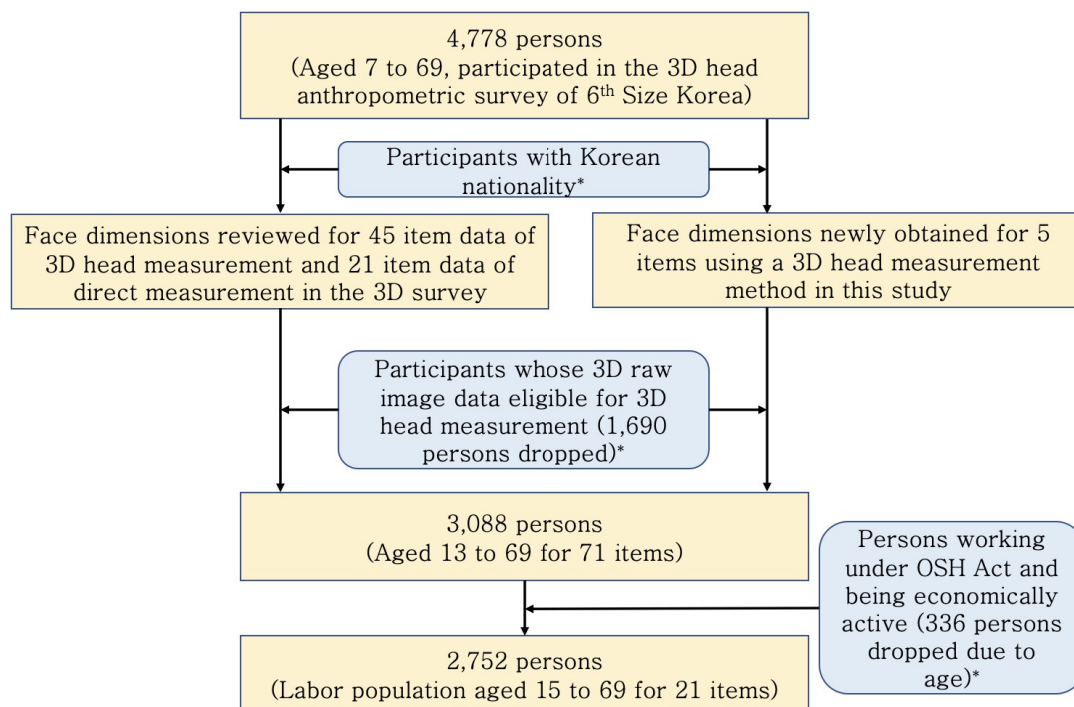 4,778 persons
(Aged 7 to 69, participated in the 3D head
anthropometric survey of 6th Size Korea)
Participants with Korean
nationality*
Face dimensions reviewed for 45 item data of
3D head measurement and 21 item data of
direct measurement in the 3D survey
Face dimensions newly obtained for 5
items using a 3D head measurement
method in this study
Participants whose 3D raw
image data eligible for 3D
head measurement (1,690
persons dropped)*
3,088 persons
(Aged 13 to 69 for 71 items)
Persons working
under OSH Act and
being economically
active (336 persons
dropped due to
age)*
2,752 persons
(Labor population aged 15 to 69 for 21 items)